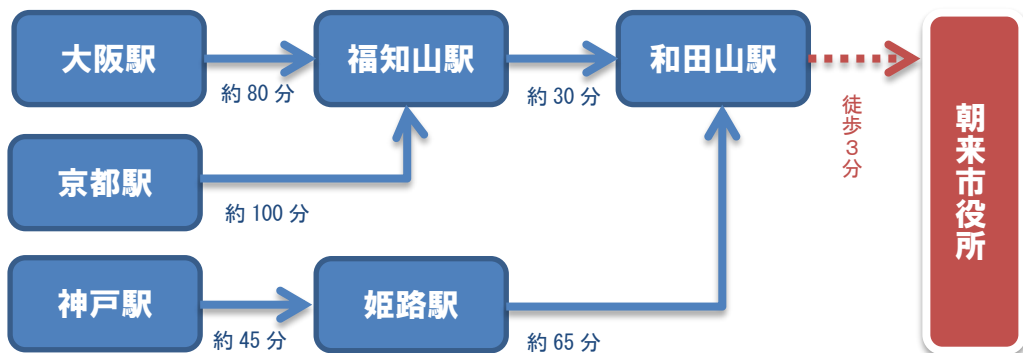 大阪駅
約 80 分
福知山駅
約 30 分
和田山駅
徒歩３分
朝来市役所
京都駅
約 100 分
神戸駅
約 45 分
姫路駅
約 65 分